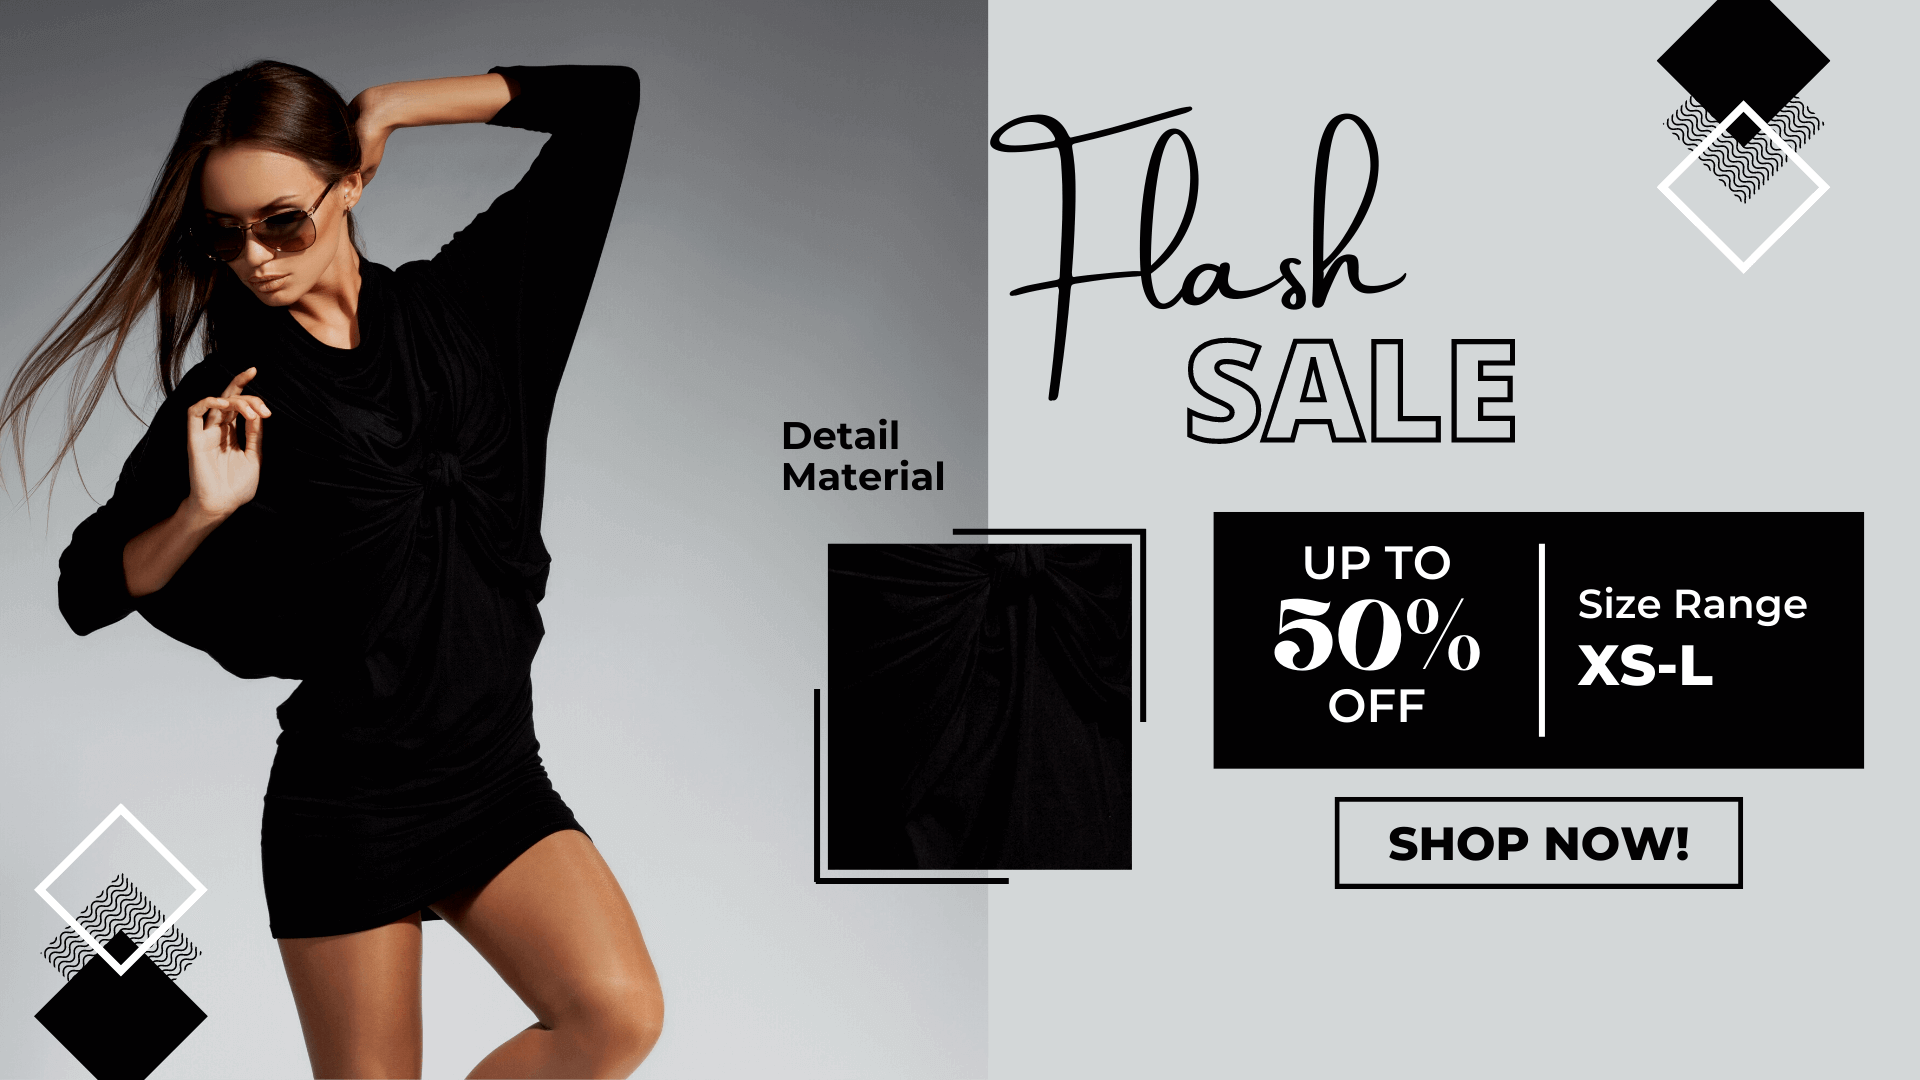 Flash
SALE
Detail
Material
UP TO
50%
OFF
Size Range
XS-L
SHOP NOW!